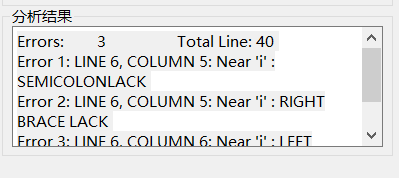 分析结果
Errors: 3 Total Line: 40
Error 1: LINE 6, COLUMN 5: Near 'i' :
SEMICOLONLACK
Error 2: LINE 6, COLUMN 5: Near 'i' : RIGHT
BRACE LACK
Error 3: LINE 6, COLUMN 6: Near 'i' : LEFT